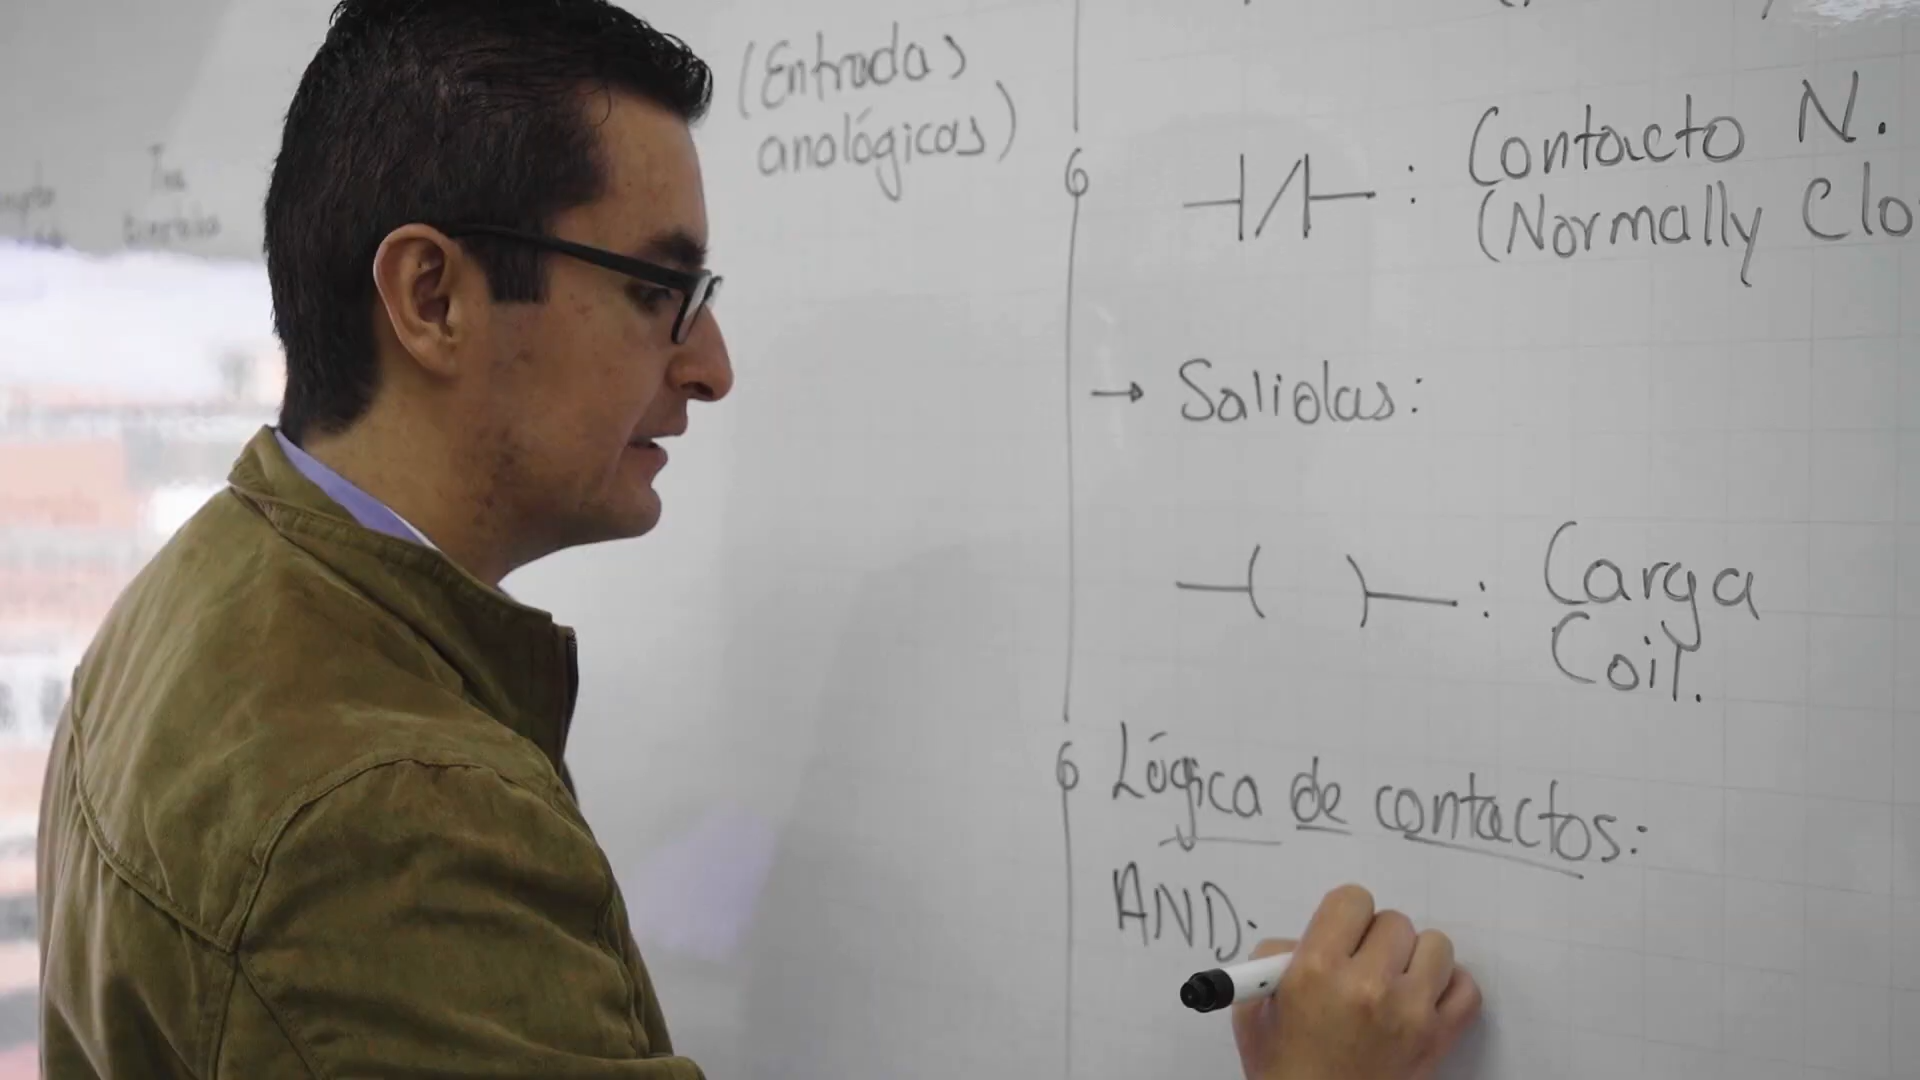 (Entradas
analógicas)
Contacto N.
(Normally Clo
→ Salidas:
Carga
Coil.
Lógica de contactos:
AND: